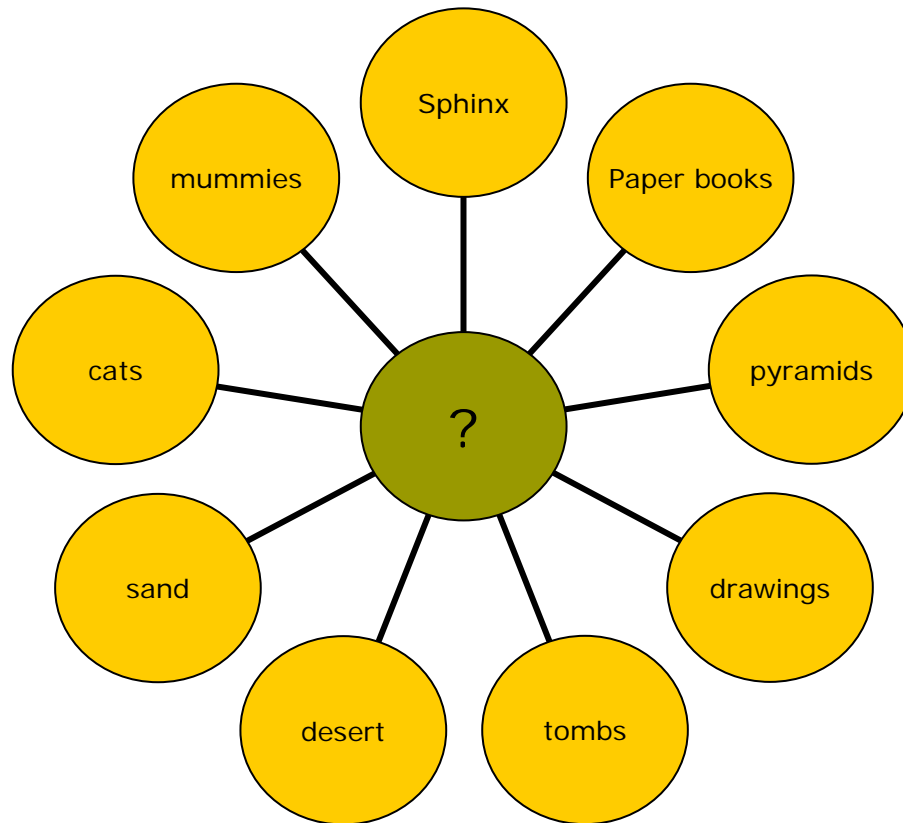 Sphinx
mummies
Paper books
cats
pyramids
?
sand
drawings
desert
tombs